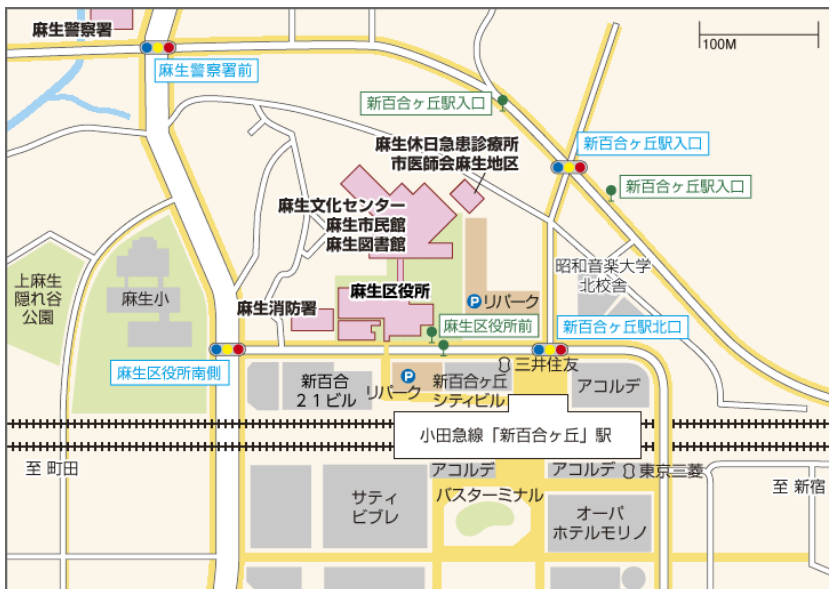 麻生警察署
麻生警察署前
100M
新百合ヶ丘駅入口
麻生休日急患診療所
市医師会麻生地区
新百合ヶ丘駅入口
新百合ヶ丘駅入口
麻生文化センター
麻生市民館
麻生図書館
上麻生
隠れ谷
公園
麻生小
麻生消防署
麻生区役所
P リパーク
昭和音楽大学
北校舎
麻生区役所前
新百合ヶ丘駅北口
麻生区役所南側
新百合
21ビル
P
リパーク
新百合ヶ丘
シティビル
三井住友
アコルデ
小田急線「新百合ヶ丘」駅
至 町田
アコルデ
アコルデ
東京三菱
至 新宿
サティ
ビブレ
バスターミナル
オーパ
ホテルモリノ